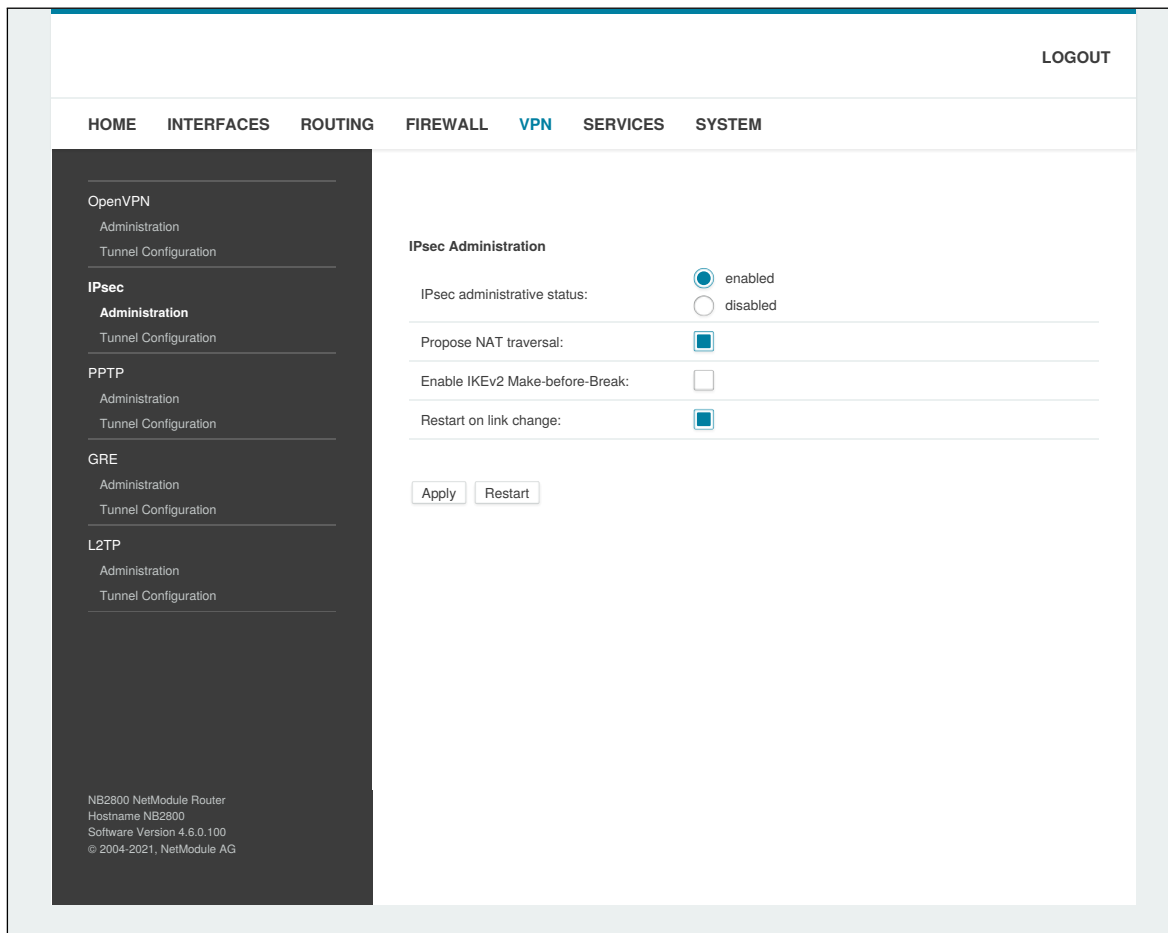 LOGOUT
HOME INTERFACES ROUTING FIREWALL VPN SERVICES SYSTEM
OpenVPN
Administration
Tunnel Configuration
IPsec
Administration
Tunnel Configuration
PPTP
Administration
Tunnel Configuration
GRE
Administration
Tunnel Configuration
L2TP
Administration
Tunnel Configuration
NB2800 NetModule Router
Hostname NB2800
Software Version 4.6.0.100
© 2004-2021, NetModule AG
IPsec Administration
IPsec administrative status:
enabled
disabled
Propose NAT traversal:
Enable IKEv2 Make-before-Break:
Restart on link change:
Apply Restart